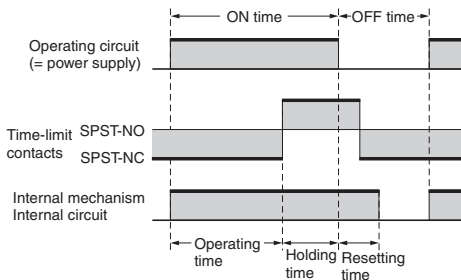 ON time
OFF time
Operating circuit
(= power supply)
Time-limit
contacts
SPST-NO
SPST-NC
Internal mechanism
Internal circuit
Operating
time
Holding
time
Resetting
time